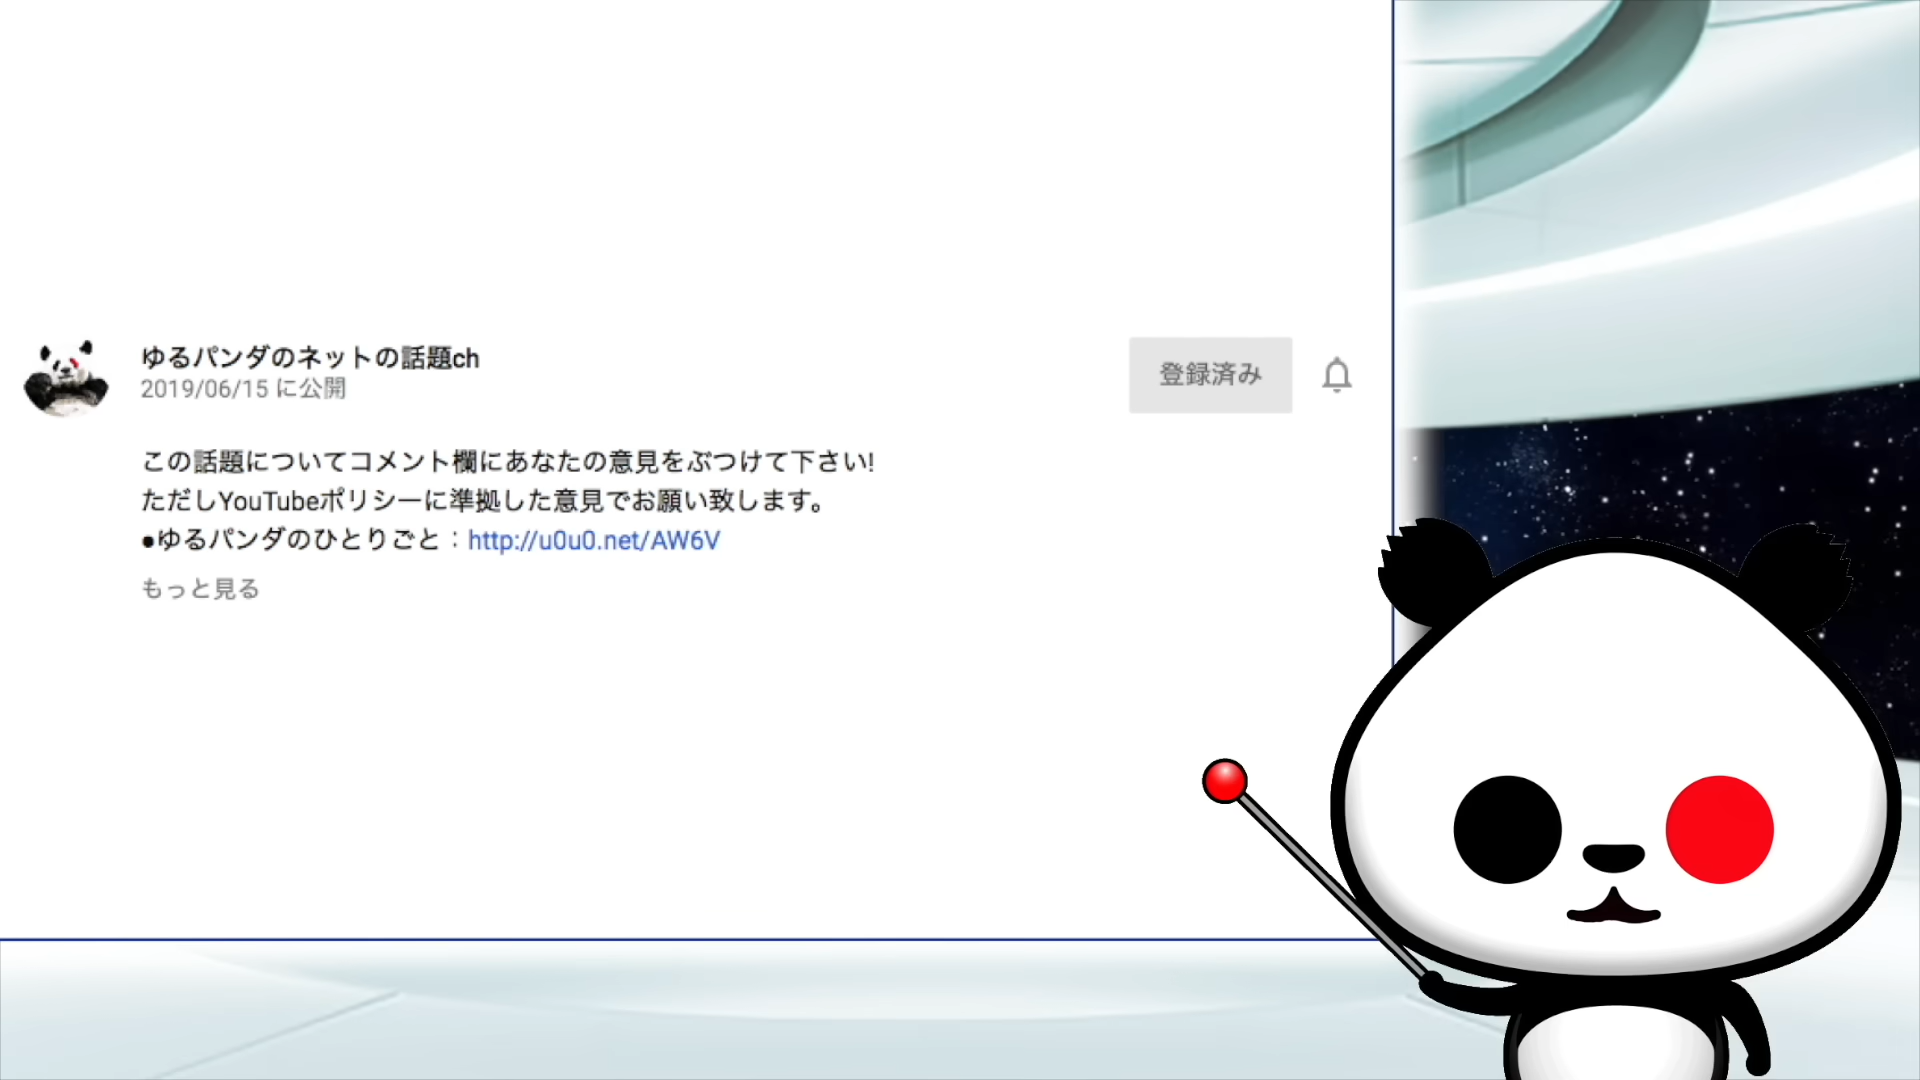 ゆるパンダのネットの話題ch
2019/06/15 に公開
登録済み
この話題についてコメント欄にあなたの意見をぶつけて下さい!
ただしYouTubeポリシーに準拠した意見でお願い致します。
●ゆるパンダのひとりごと：http://u0u0.net/AW6V
もっと見る